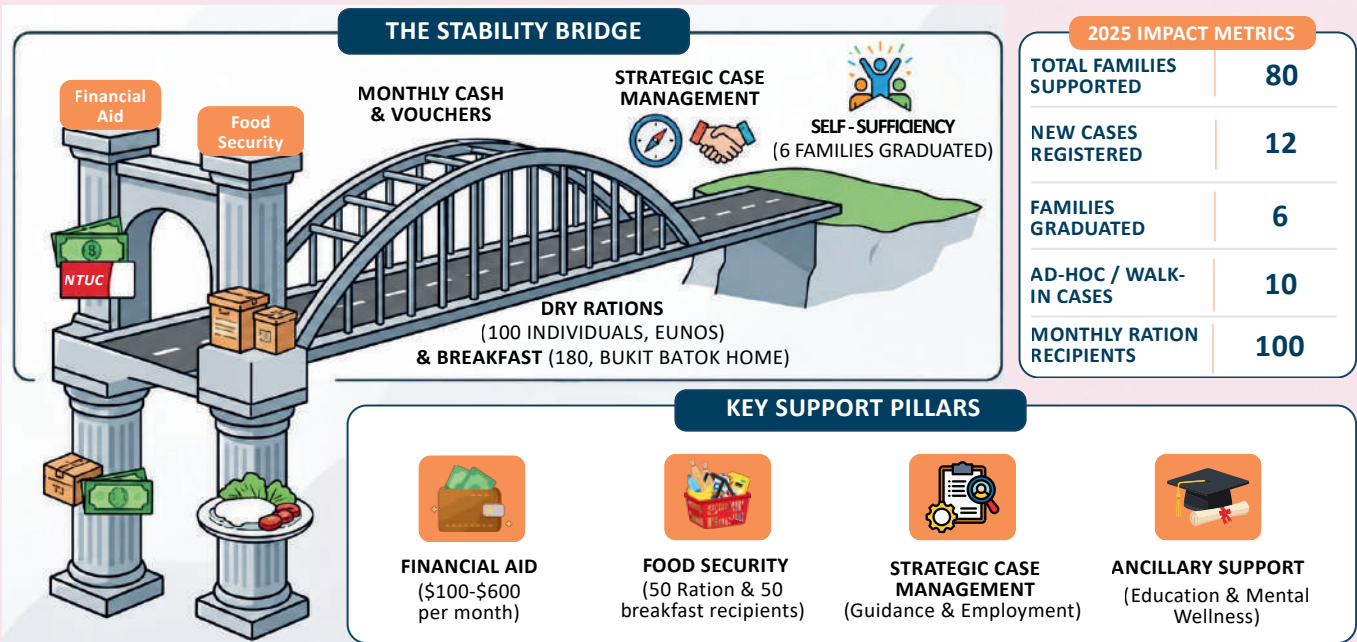 THE STABILITY BRIDGE
Financial
Aid
Food
Security
MONTHLY CASH
& VOUCHERS
STRATEGIC CASE
MANAGEMENT
SELF - SUFFICIENCY
(6 FAMILIES GRADUATED)
NTUC
DRY RATIONS
(100 INDIVIDUALS, EUNOS)
& BREAKFAST (180, BUKIT BATOK HOME)
2025 IMPACT METRICS
TOTAL FAMILIES
SUPPORTED
80
NEW CASES
REGISTERED
12
FAMILIES
GRADUATED
6
AD-HOC / WALK-
IN CASES
10
MONTHLY RATION
RECIPIENTS
100
KEY SUPPORT PILLARS
FINANCIAL AID
($100-$600
per month)
FOOD SECURITY
(50 Ration & 50
breakfast recipients)
STRATEGIC CASE
MANAGEMENT
(Guidance & Employment)
ANCILLARY SUPPORT
(Education & Mental
Wellness)